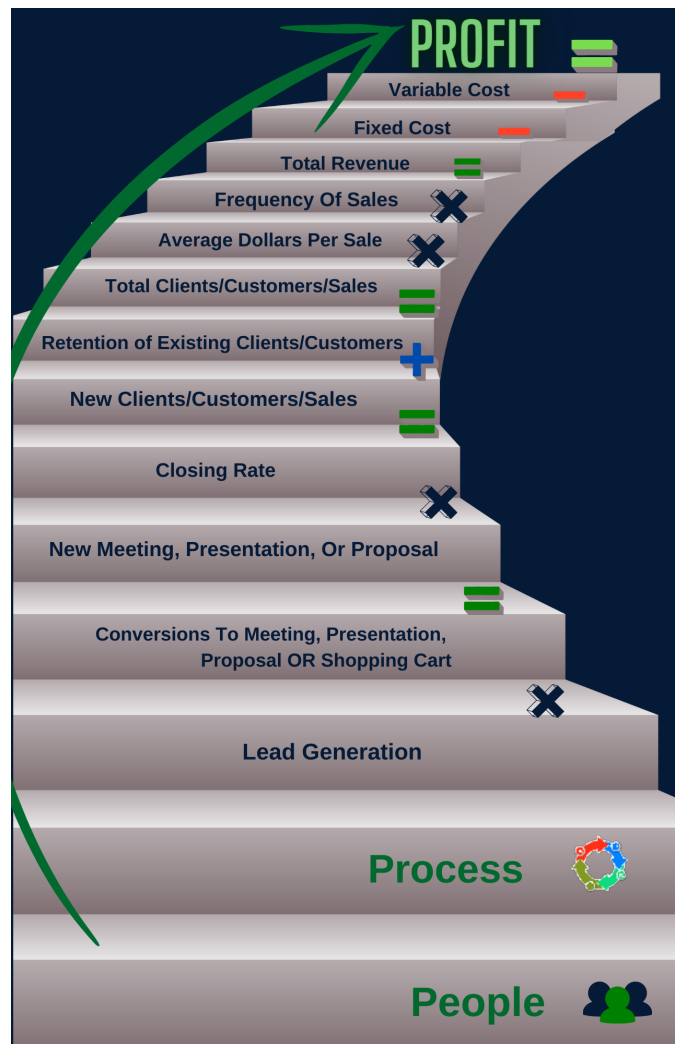 PROFIT
Variable Cost
Fixed Cost
Total Revenue
Frequency Of Sales
Average Dollars Per Sale
Total Clients/Customers/Sales
Retention of Existing Clients/Customers
New Clients/Customers/Sales
Closing Rate
New Meeting, Presentation, Or Proposal
Conversions To Meeting, Presentation,
Proposal OR Shopping Cart
Lead Generation
Process
People